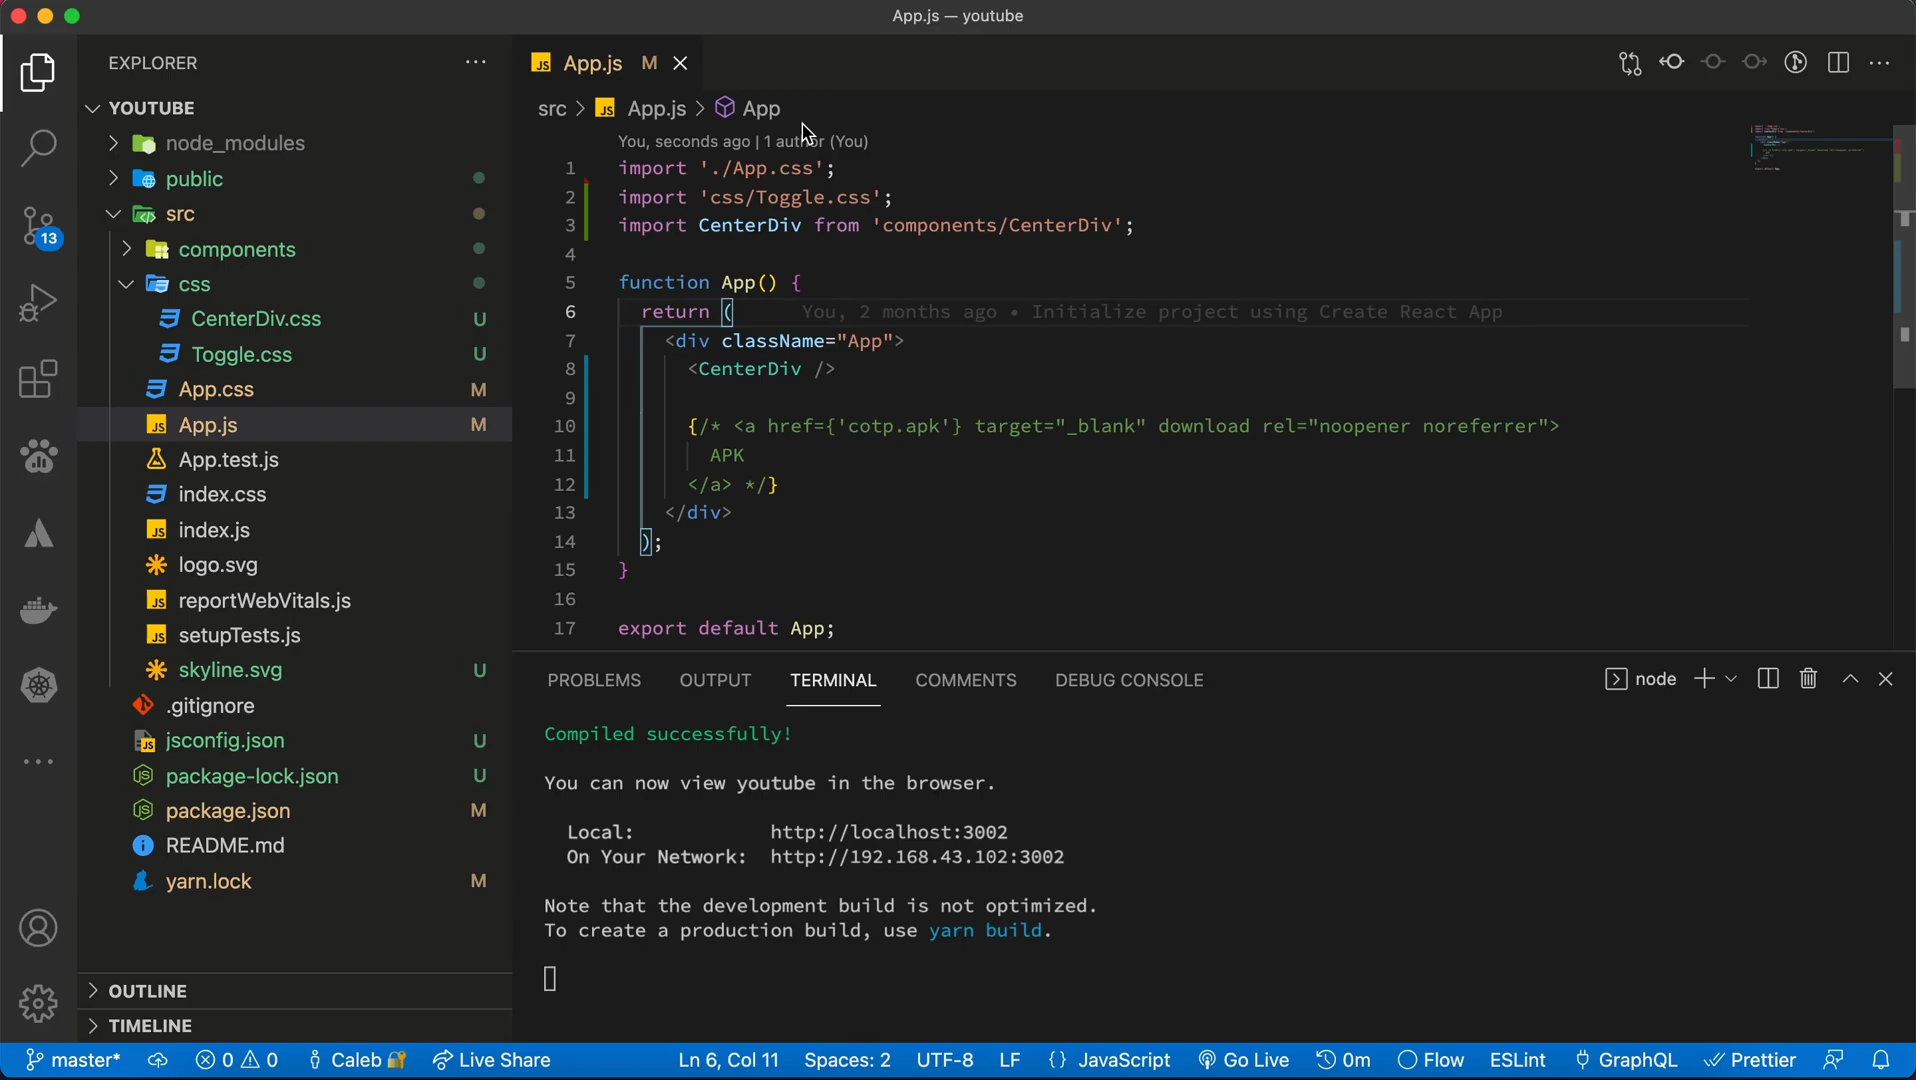 App.js — youtube
EXPLORER
YOUTUBE
node_modules
public
src
components
css
CenterDiv.css U
Toggle.css U
App.css M
App.js M
App.test.js
index.css
index.js
logo.svg
reportWebVitals.js
setupTests.js
skyline.svg U
.gitignore
jsconfig.json U
package-lock.json U
package.json M
README.md
yarn.lock M
OUTLINE
TIMELINE
13
JS App.js M
src > JS App.js > App
You, seconds ago | 1 author (You)
1 import './App.css';
2 import 'css/Toggle.css';
3 import CenterDiv from 'components/CenterDiv';
4
5 function App() {
6 return ( You, 2 months ago • Initialize project using Create React App
7 <div className="App">
8 <CenterDiv />
9
10 {/* <a href={'cotp.apk'} target="_blank" download rel="noopener noreferrer">
11 APK
12 </a> */}
13 </div>
14 );
15 }
16
17 export default App;
PROBLEMS OUTPUT TERMINAL COMMENTS DEBUG CONSOLE node
Compiled successfully!
You can now view youtube in the browser.
Local: http://localhost:3002
On Your Network: http://192.168.43.102:3002
Note that the development build is not optimized.
To create a production build, use yarn build.
master* 0 0 Caleb Live Share Ln 6, Col 11 Spaces: 2 UTF-8 LF {} JavaScript Go Live 0m Flow ESLint GraphQL Prettier